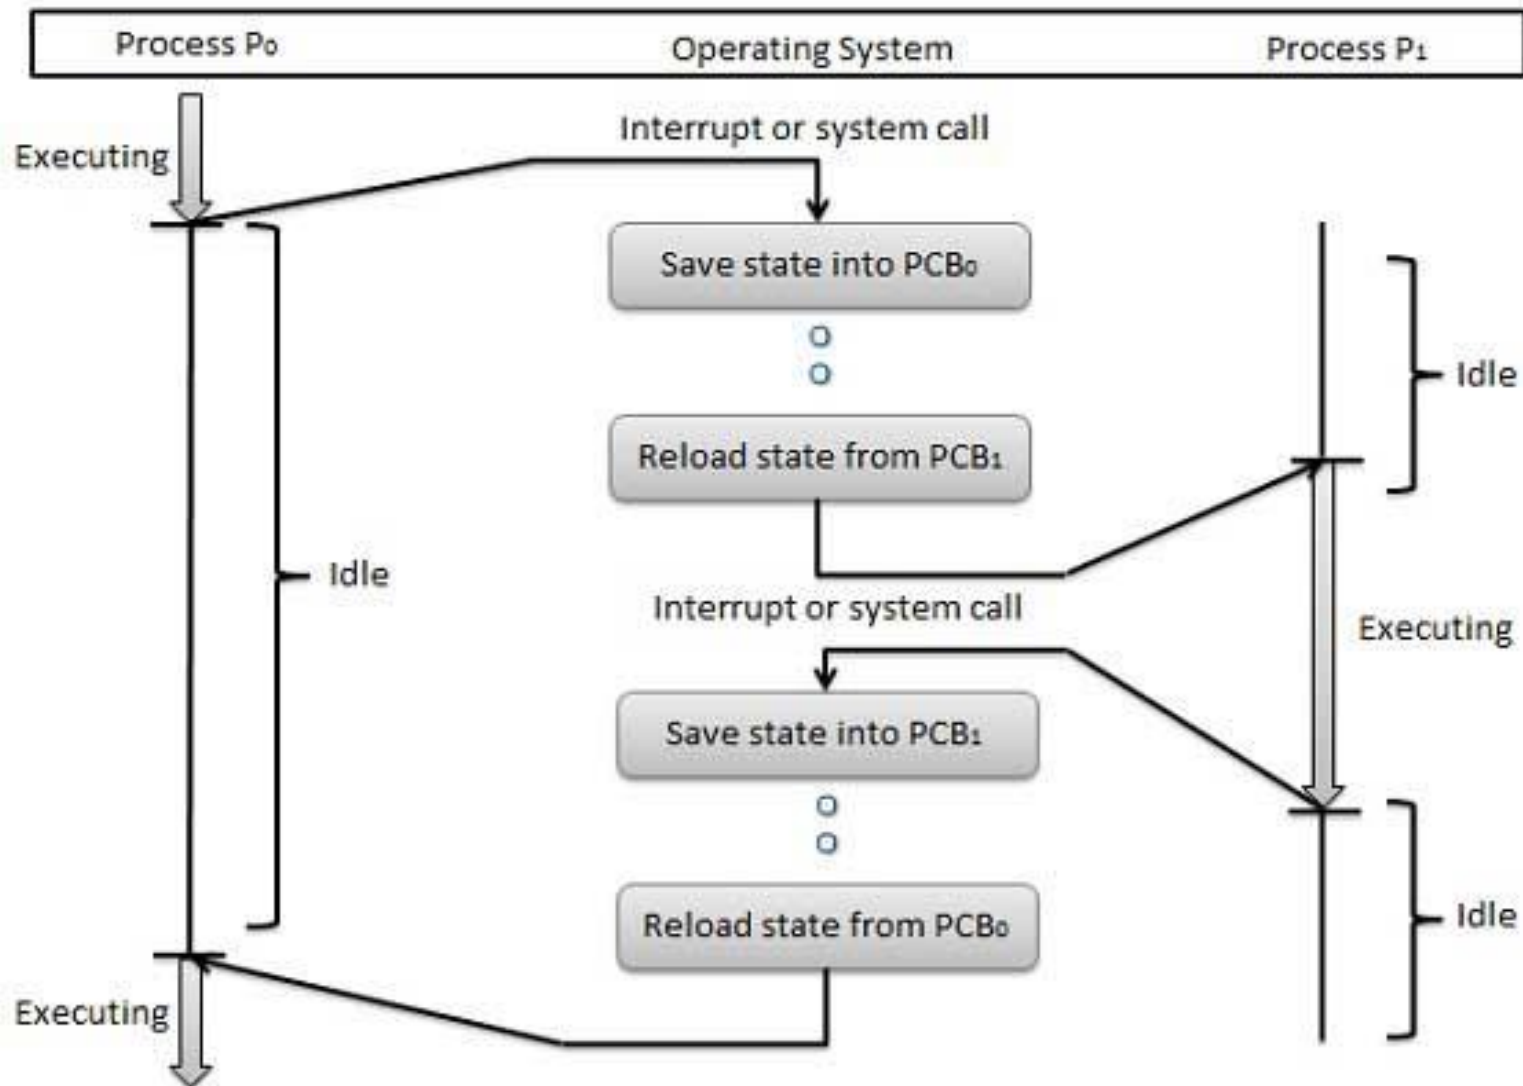 Process P₀ Operating System Process P₁
Interrupt or system call
Executing
Save state into PCB₀
Idle
Reload state from PCB₁
Idle
Interrupt or system call
Executing
Save state into PCB₁
Reload state from PCB₀
Idle
Executing